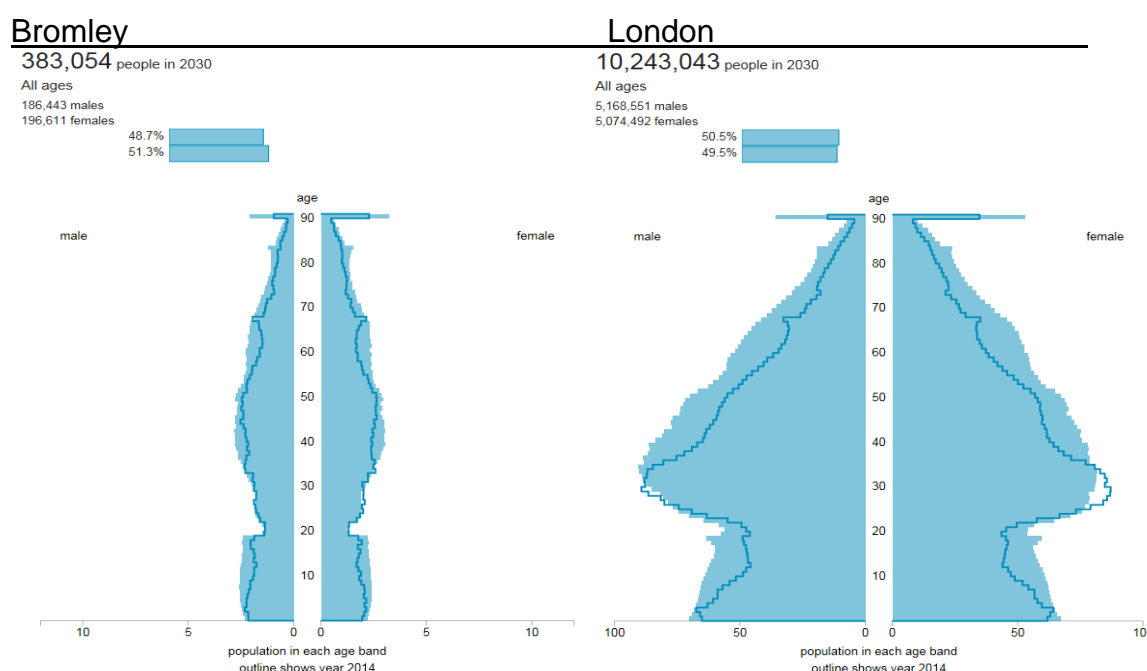 Bromley
383,054 people in 2030
All ages
186,443 males
196,611 females
48.7%
51.3%
age
male
female
90
80
70
60
50
40
30
20
10
10
5
0
0
5
10
population in each age band
outline shows year 2014
London
10,243,043 people in 2030
All ages
5,168,551 males
5,074,492 females
50.5%
49.5%
age
male
female
90
80
70
60
50
40
30
20
10
100
50
0
0
50
10
population in each age band
outline shows year 2014